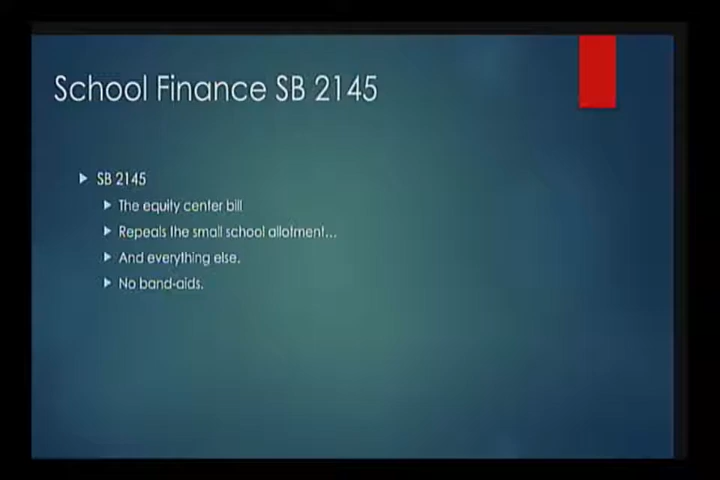 School Finance SB 2145
SB 2145
The equity center bill
Repeals the small school allotment...
And everything else.
No band-aids.